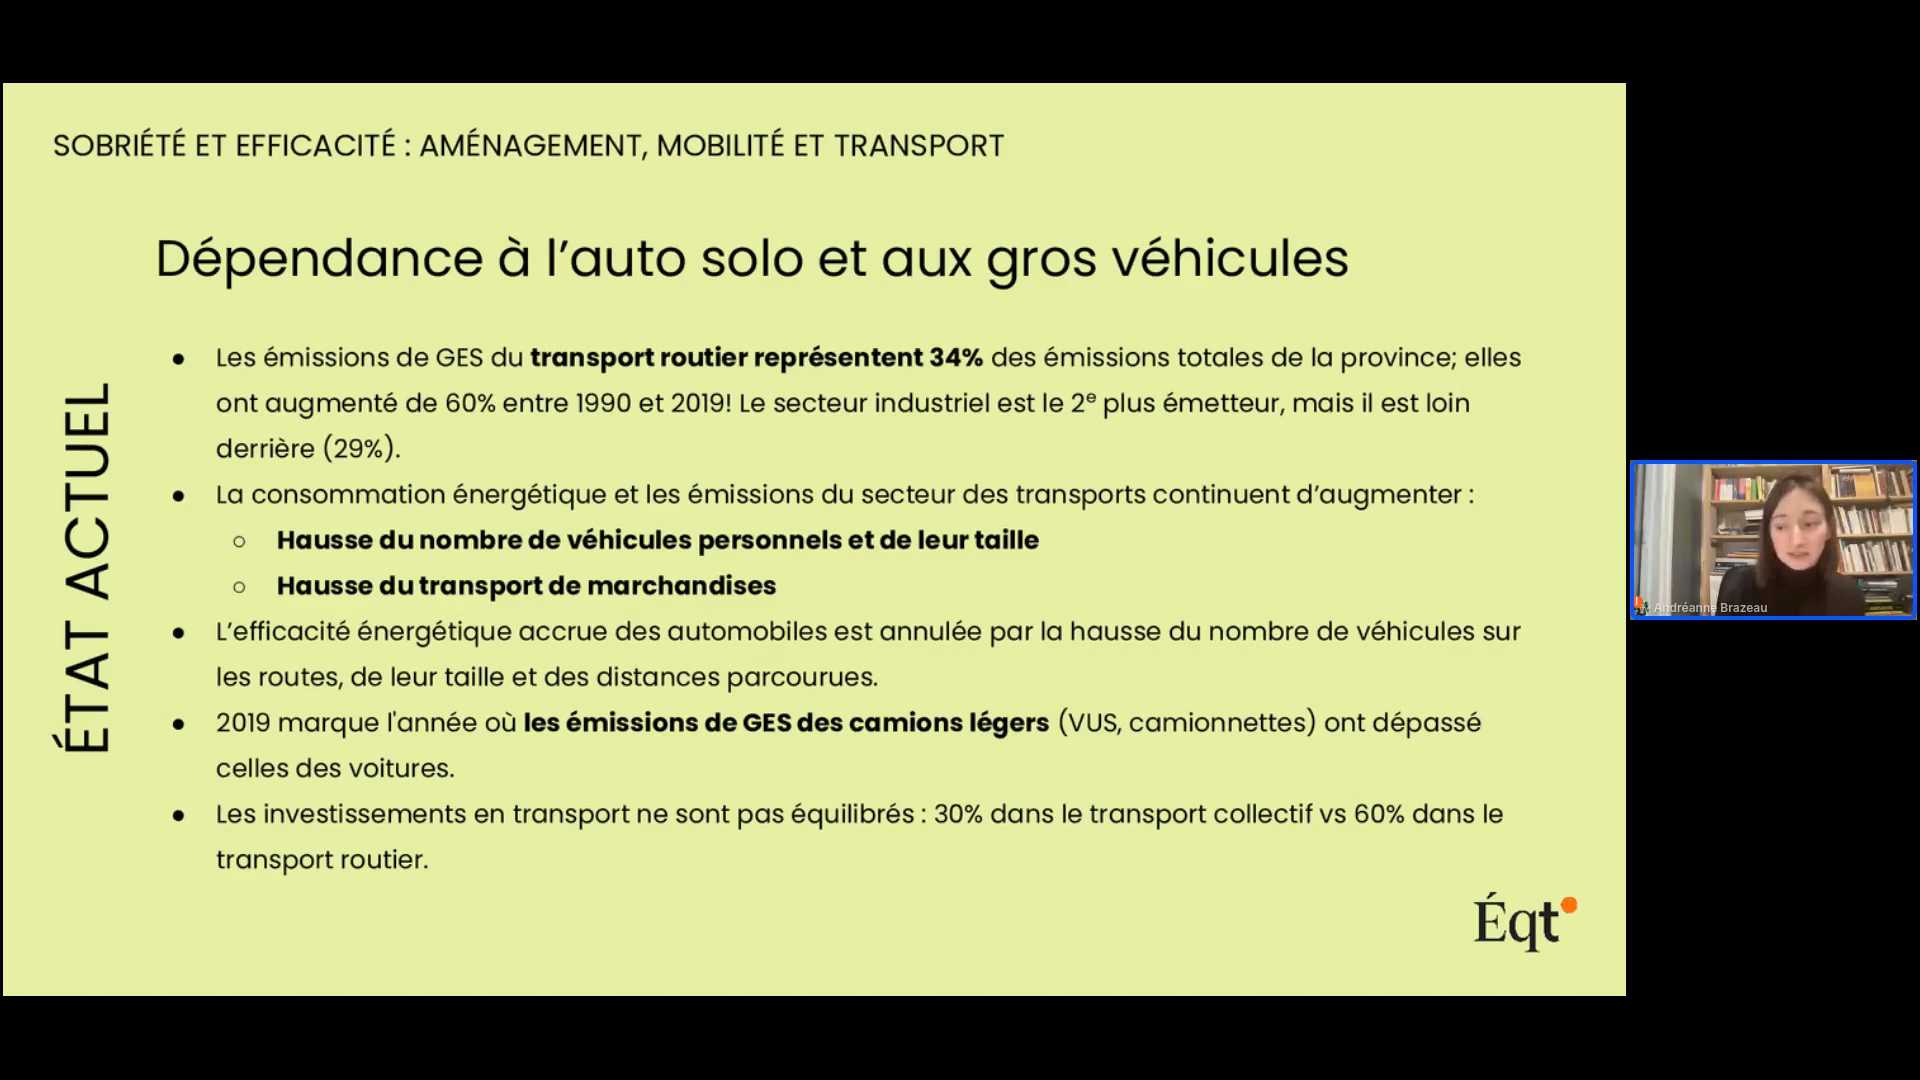 SOBRIÉTÉ ET EFFICACITÉ : AMÉNAGEMENT, MOBILITÉ ET TRANSPORT
Dépendance à l’auto solo et aux gros véhicules
ÉTAT ACTUEL
● Les émissions de GES du transport routier représentent 34% des émissions totales de la province; elles
ont augmenté de 60% entre 1990 et 2019! Le secteur industriel est le 2ᵉ plus émetteur, mais il est loin
derrière (29%).
● La consommation énergétique et les émissions du secteur des transports continuent d’augmenter :
○ Hausse du nombre de véhicules personnels et de leur taille
○ Hausse du transport de marchandises
● L’efficacité énergétique accrue des automobiles est annulée par la hausse du nombre de véhicules sur
les routes, de leur taille et des distances parcourues.
● 2019 marque l'année où les émissions de GES des camions légers (VUS, camionnettes) ont dépassé
celles des voitures.
● Les investissements en transport ne sont pas équilibrés : 30% dans le transport collectif vs 60% dans le
transport routier.
Éqt
Andréanne Brazeau